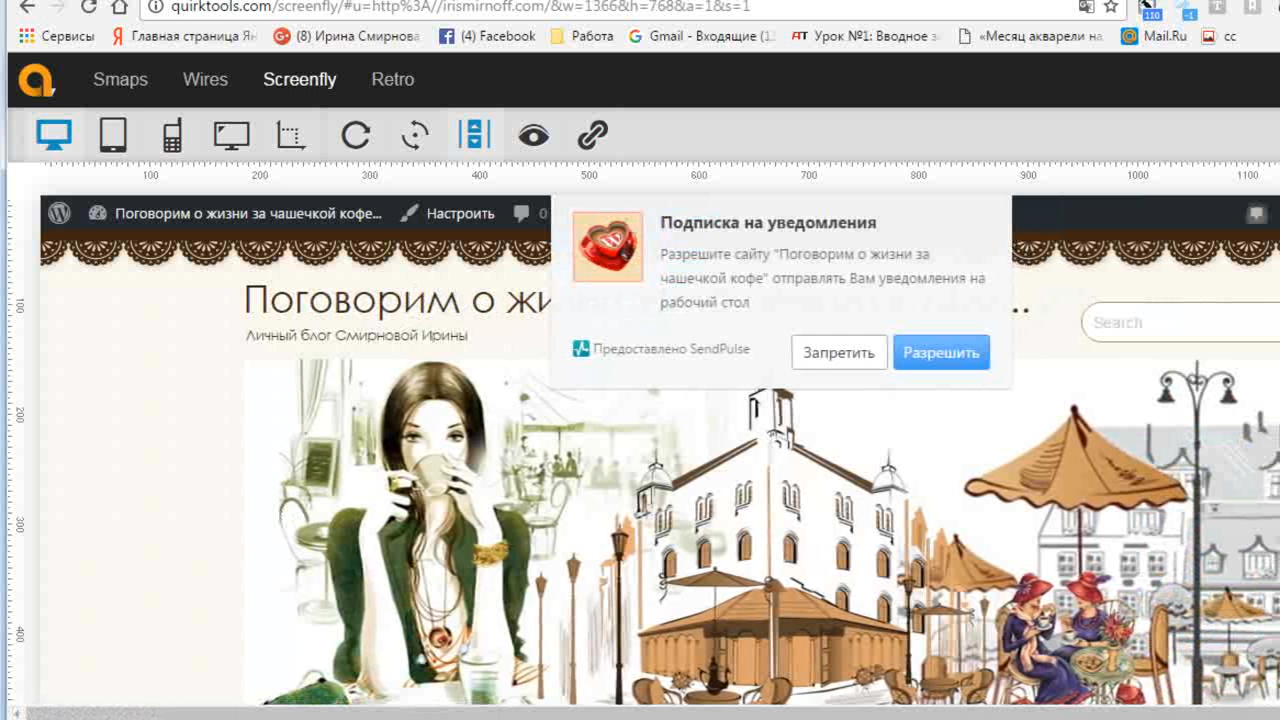 quirktools.com/screenfly/#u=http%3A//irismirnoff.com/&w=1366&h=768&a=1&s=1
110
-1
Сервисы
Главная страница Ян
(8) Ирина Смирнова
(4) Facebook
Работа
Gmail - Входящие (1
Урок №1: Вводное з
«Месяц акварели на
Mail.Ru
сс
Smaps
Wires
Screenfly
Retro
100
200
300
400
500
600
700
800
900
1000
1100
Поговорим о жизни за чашечкой кофе...
Настроить
0
Подписка на уведомления
Разрешите сайту "Поговорим о жизни за
чашечкой кофе" отправлять Вам уведомления на
рабочий стол
Предоставлено SendPulse
Запретить
Разрешить
Поговорим о жи
..
Личный блог Смирновой Ирины
Search
100
200
300
400